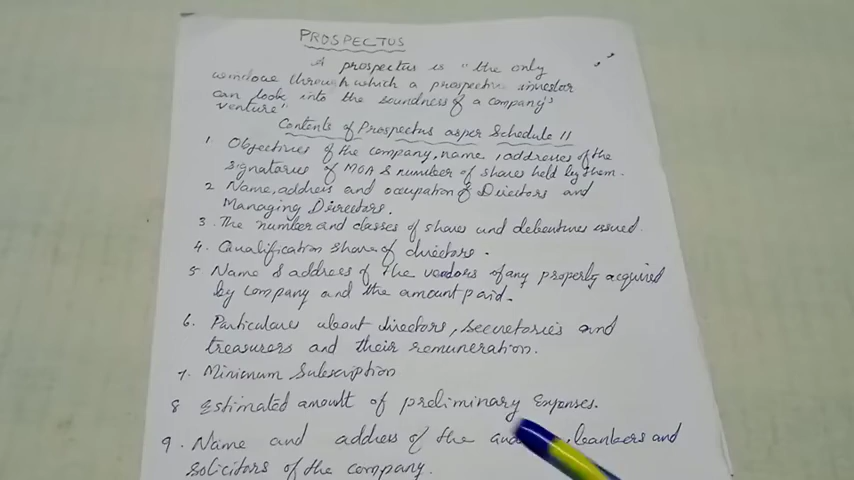 PROSPECTUS
A prospectus is "the only
window through which a prospective investor
can look into the soundness of a company's
venture"
Contents of Prospectus as per Schedule II
1. Objectives of the company, name, addresses of the
signatories of MOA & number of shares held by them.
2 Name, address and occupation of Directors and
Managing Directors.
3. The number and classes of shares and debentures issued.
4. Qualification share of directors.
5 Name & address of the vendors of any property acquired
by company and the amount paid.
6. Particulars about directors, secretaries and
treasurers and their remuneration.
7. Minimum Subscription
8 Estimated amount of preliminary Expenses.
9. Name and address of the bankers and
solicitors of the company.